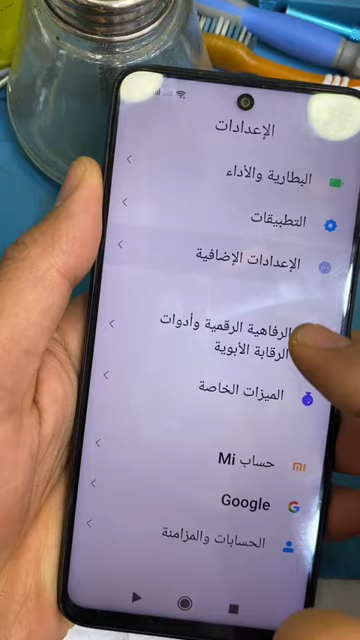 الإعدادات
البطارية والأداء
التطبيقات
الإعدادات الإضافية
الرفاهية الرقمية وأدوات
الرقابة الأبوية
الميزات الخاصة
حساب Mi
Google
الحسابات والمزامنة